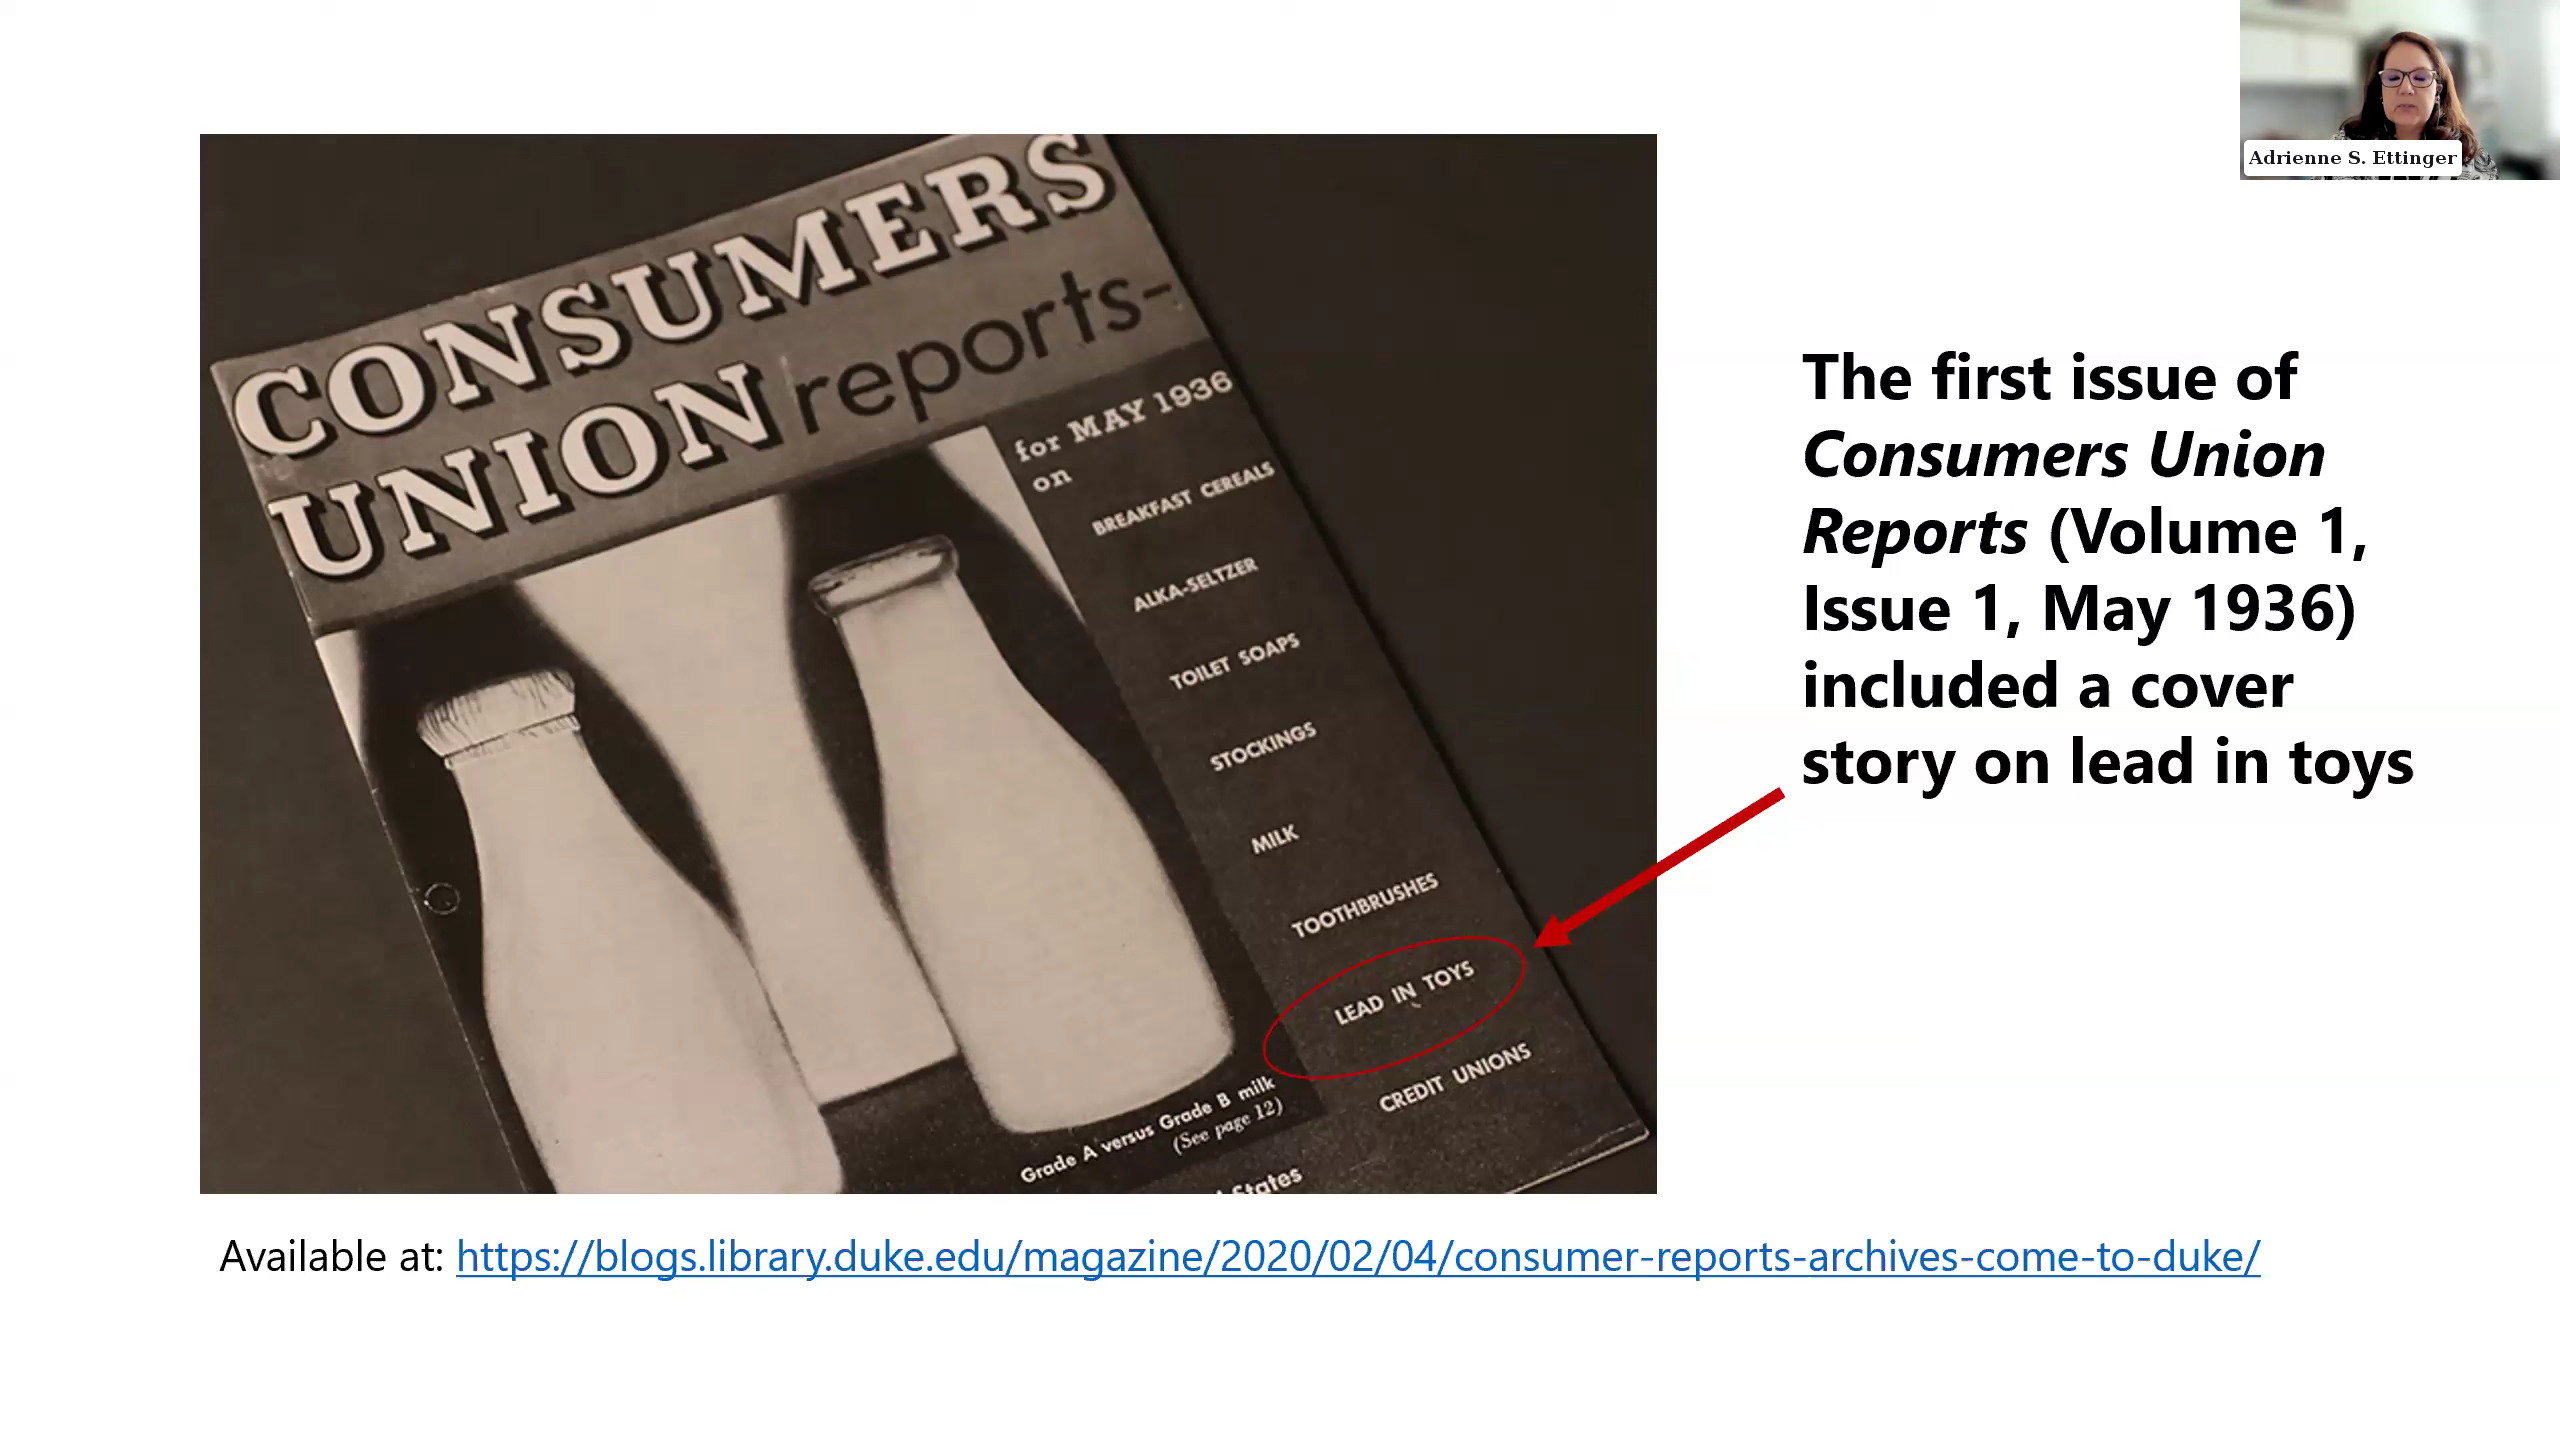 Adrienne S. Ettinger
CONSUMERS
UNION reports-
for MAY 1936
on
BREAKFAST CEREALS
ALKA-SELTZER
TOILET SOAPS
STOCKINGS
MILK
TOOTHBRUSHES
LEAD IN TOYS
CREDIT UNIONS
Grade A versus Grade B milk
(See page 12)
States
The first issue of
Consumers Union
Reports (Volume 1,
Issue 1, May 1936)
included a cover
story on lead in toys
Available at: https://blogs.library.duke.edu/magazine/2020/02/04/consumer-reports-archives-come-to-duke/